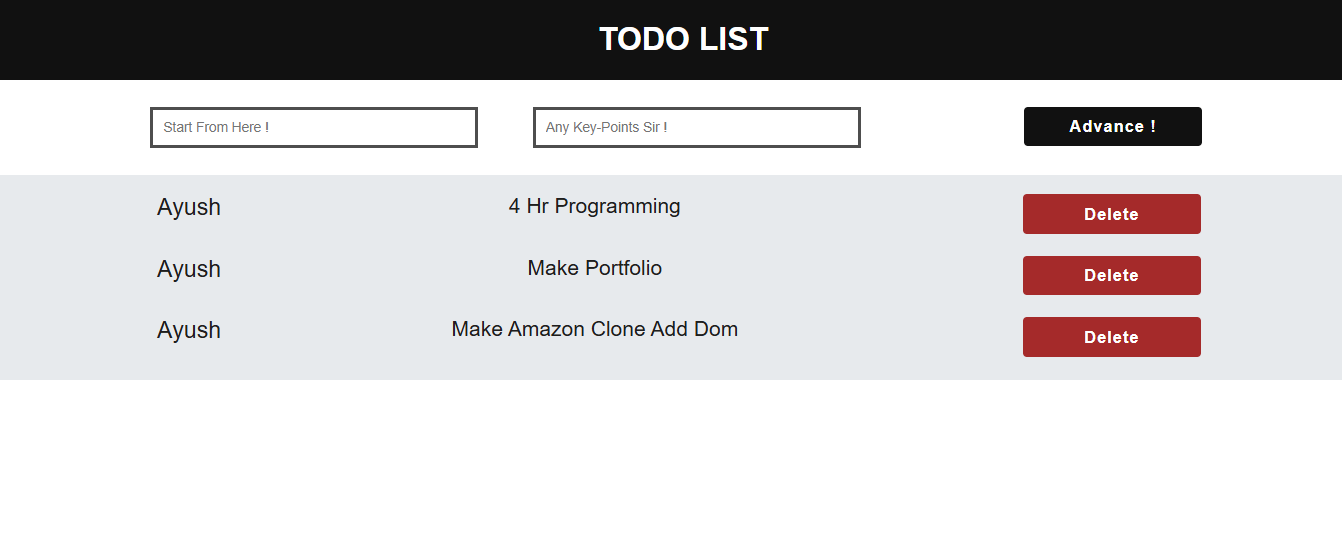 TODO LIST
Start From Here ! Any Key-Points Sir ! Advance !
Ayush 4 Hr Programming Delete
Ayush Make Portfolio Delete
Ayush Make Amazon Clone Add Dom Delete